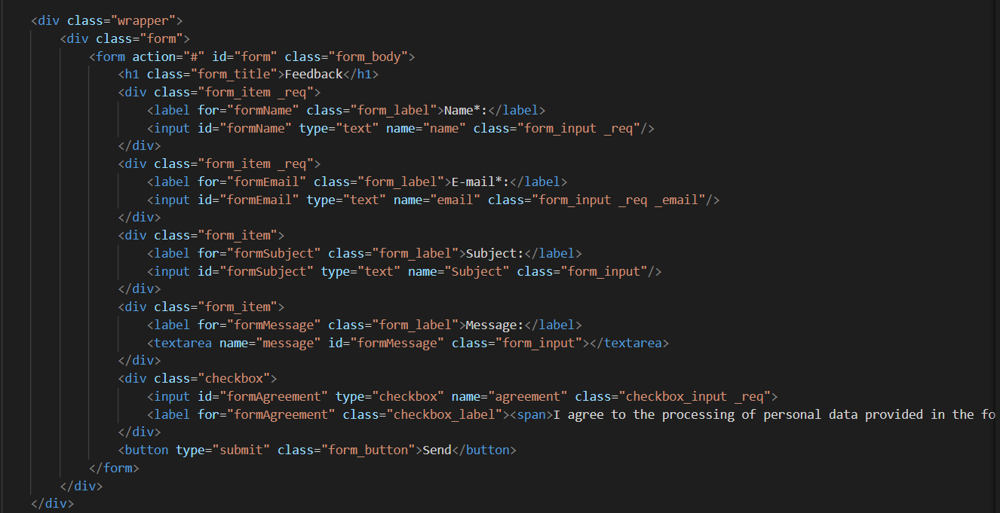 <div class="wrapper">
<div class="form">
<form action="#" id="form" class="form_body">
<h1 class="form_title">Feedback</h1>
<div class="form_item _req">
<label for="formName" class="form_label">Name*:</label>
<input id="formName" type="text" name="name" class="form_input _req"/>
</div>
<div class="form_item _req">
<label for="formEmail" class="form_label">E-mail*:</label>
<input id="formEmail" type="text" name="email" class="form_input _req _email"/>
</div>
<div class="form_item">
<label for="formSubject" class="form_label">Subject:</label>
<input id="formSubject" type="text" name="Subject" class="form_input"/>
</div>
<div class="form_item">
<label for="formMessage" class="form_label">Message:</label>
<textarea name="message" id="formMessage" class="form_input"></textarea>
</div>
<div class="checkbox">
<input id="formAgreement" type="checkbox" name="agreement" class="checkbox_input _req">
<label for="formAgreement" class="checkbox_label"><span>I agree to the processing of personal data provided in the fo
</div>
<button type="submit" class="form_button">Send</button>
</form>
</div>
</div>